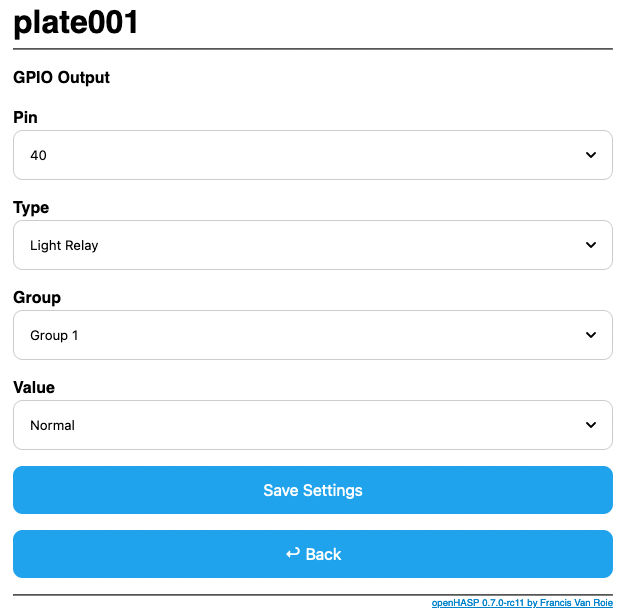 plate001
GPIO Output
Pin
40
Type
Light Relay
Group
Group 1
Value
Normal
Save Settings
↩ Back
openHASP 0.7.0-rc11 by Francis Van Roie